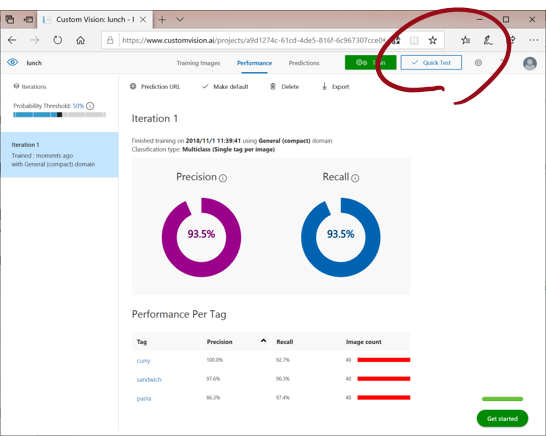 Custom Vision: lunch - I
https://www.customvision.ai/projects/a9d1274c-61cd-4de5-816f-6c967307cce0#
lunch
Training Images Performance Predictions
Quick Test
?
Iterations
Prediction URL Make default Delete Export
Probability Threshold: 50%
Iteration 1
Iteration 1
Trained : moments ago
with General (compact) domain
Finished training on 2018/11/1 11:39:41 using General (compact) domain
Classification type: Multiclass (Single tag per image)
Precision Recall
93.5% 93.5%
Performance Per Tag
Tag Precision Recall Image count
curry 100.0% 92.7% 40
sandwich 97.6% 90.3% 40
pasta 86.3% 97.4% 40
Get started